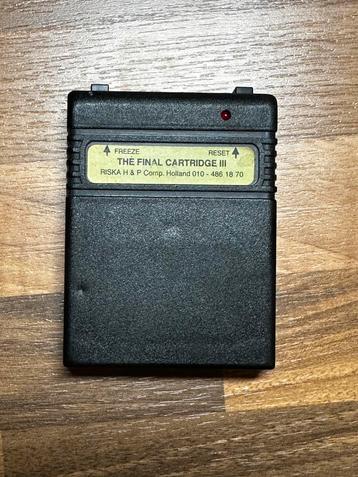 ↑ FREEZE RESET ↑
THE FINAL CARTRIDGE III
RISKA H & P Comp. Holland 010 - 486 18 70